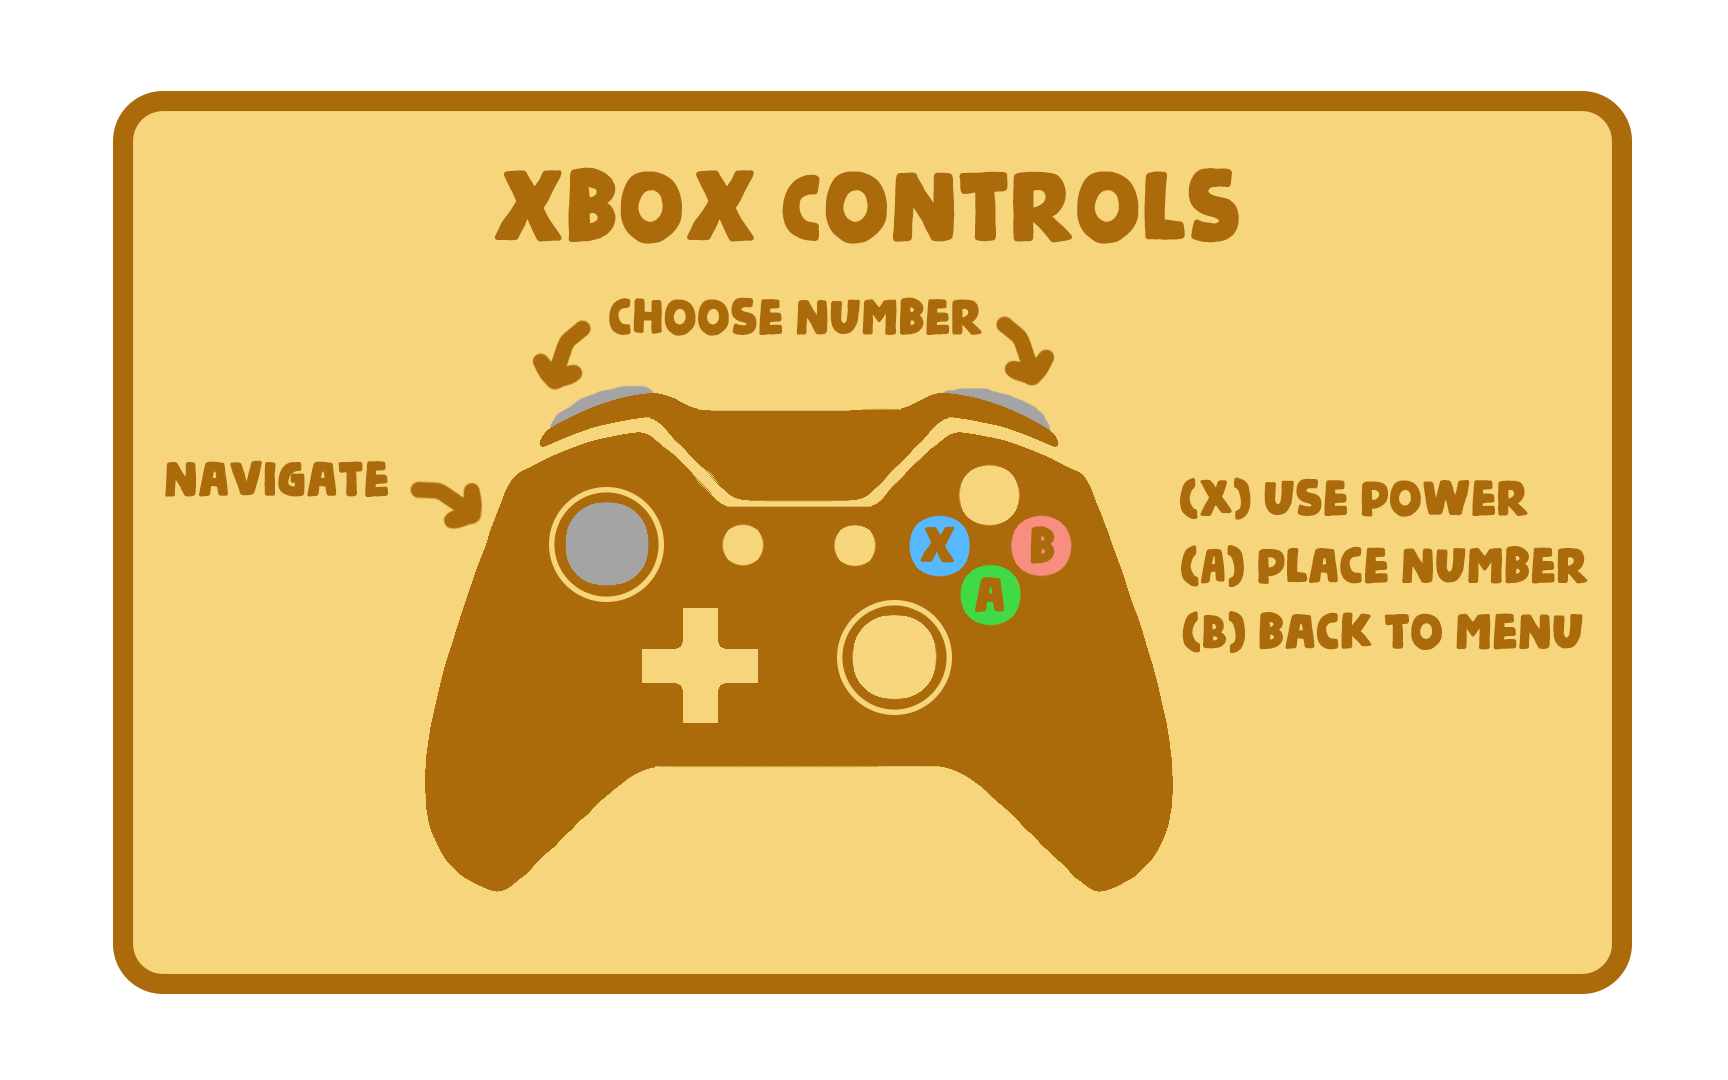 XBOX CONTROLS
CHOOSE NUMBER
NAVIGATE
X
B
A
(X) USE POWER
(A) PLACE NUMBER
(B) BACK TO MENU